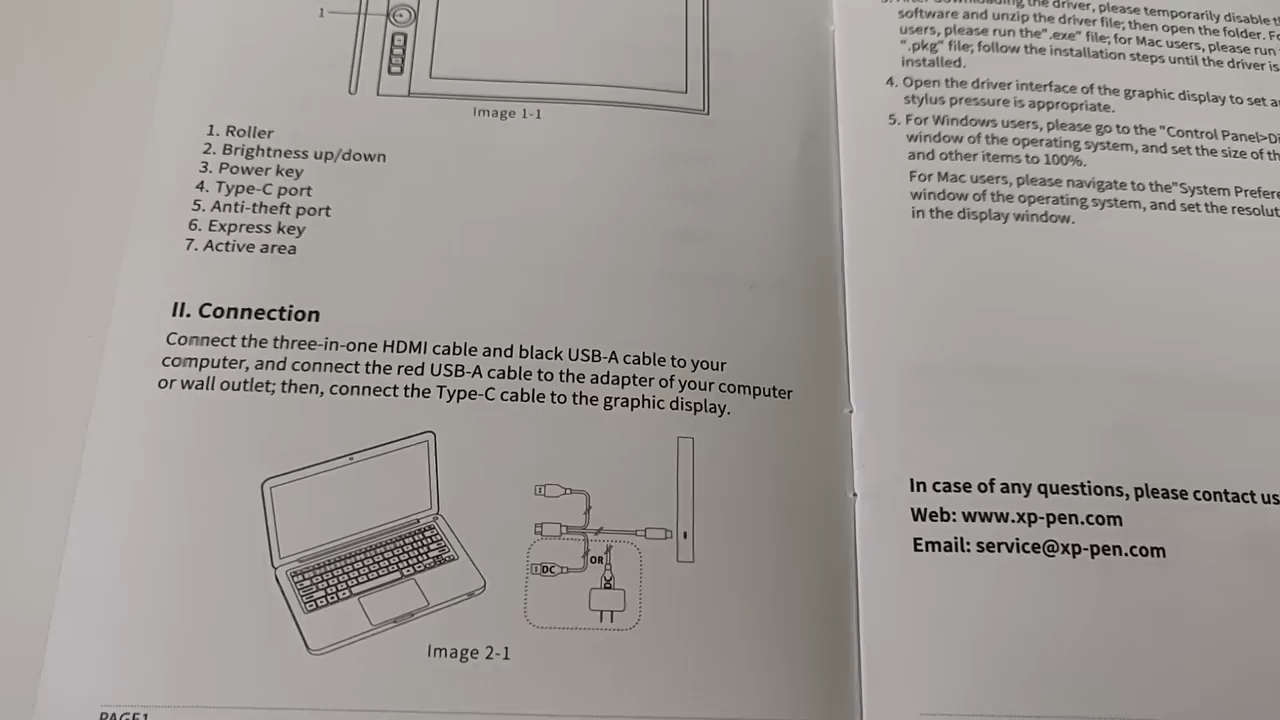 1
Image 1-1
1. Roller
2. Brightness up/down
3. Power key
4. Type-C port
5. Anti-theft port
6. Express key
7. Active area
II. Connection
Connect the three-in-one HDMI cable and black USB-A cable to your
computer, and connect the red USB-A cable to the adapter of your computer
or wall outlet; then, connect the Type-C cable to the graphic display.
DC
OR
DC
Image 2-1
PAGE1
the driver, please temporarily disable
software and unzip the driver file; then open the folder.
users, please run the".exe" file; for Mac users, please run
".pkg" file; follow the installation steps until the driver is
installed.
4. Open the driver interface of the graphic display to set
stylus pressure is appropriate.
5. For Windows users, please go to the "Control Panel>
window of the operating system, and set the size of
and other items to 100%.
For Mac users, please navigate to the"System
window of the operating system, and set the
in the display window.
In case of any questions, please contact us
Web: www.xp-pen.com
Email: service@xp-pen.com